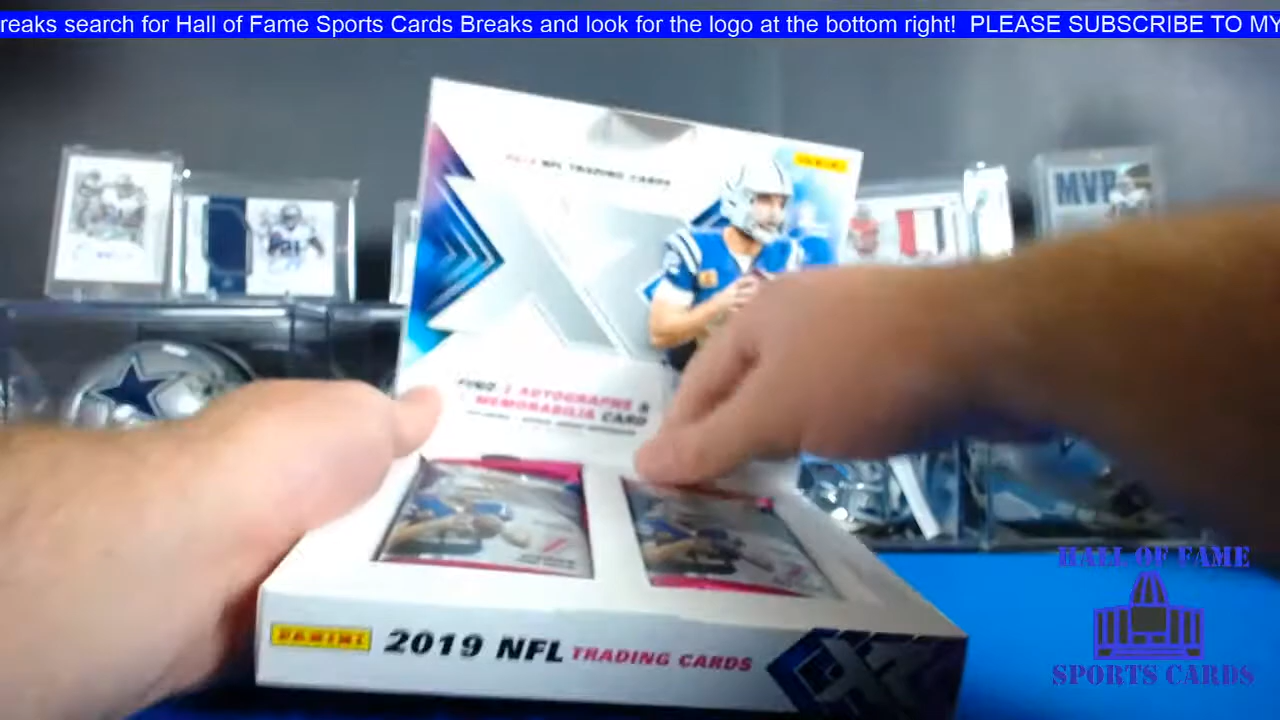 reaks search for Hall of Fame Sports Cards Breaks and look for the logo at the bottom right!  PLEASE SUBSCRIBE TO MY
PANINI
NFL TRADING CARDS
MVP
21
AUTOGRAPHS &
MEMORABILIA CARD
PANINI 2019 NFL TRADING CARDS
HALL OF FAME
SPORTS CARDS